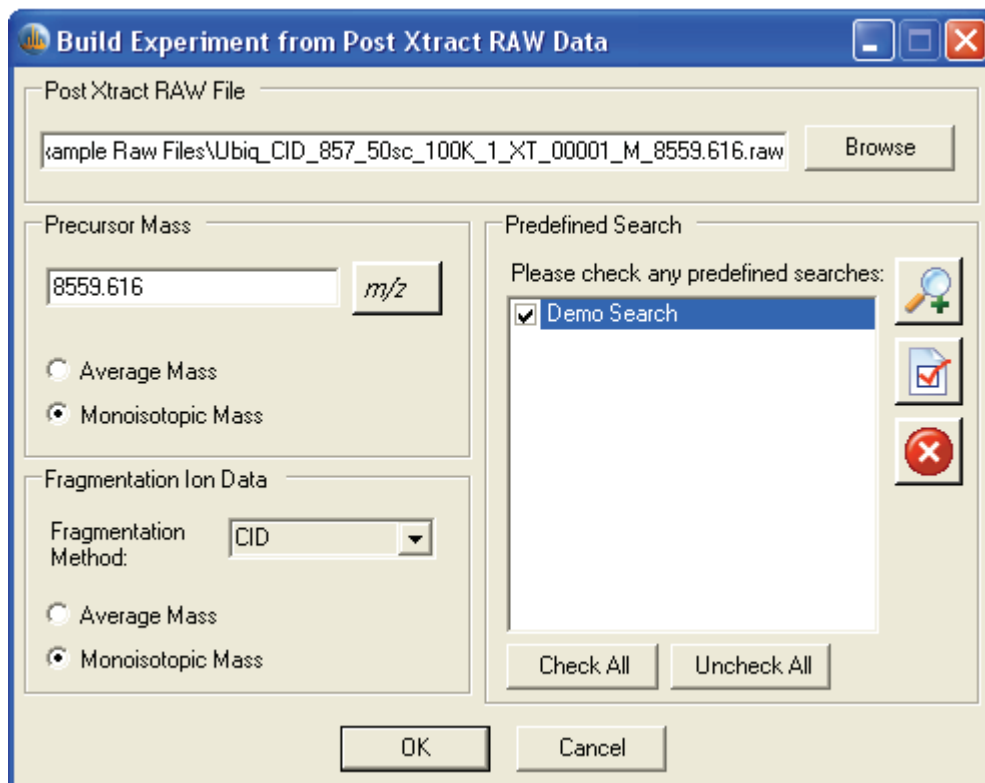 Build Experiment from Post Xtract RAW Data
Post Xtract RAW File
xample Raw Files\Ubiq_CID_857_50sc_100K_1_XT_00001_M_8559.616.raw
Browse
Precursor Mass
8559.616
m/z
Average Mass
Monoisotopic Mass
Fragmentation Ion Data
Fragmentation
Method:
CID
Average Mass
Monoisotopic Mass
Predefined Search
Please check any predefined searches:
Demo Search
Check All
Uncheck All
OK
Cancel